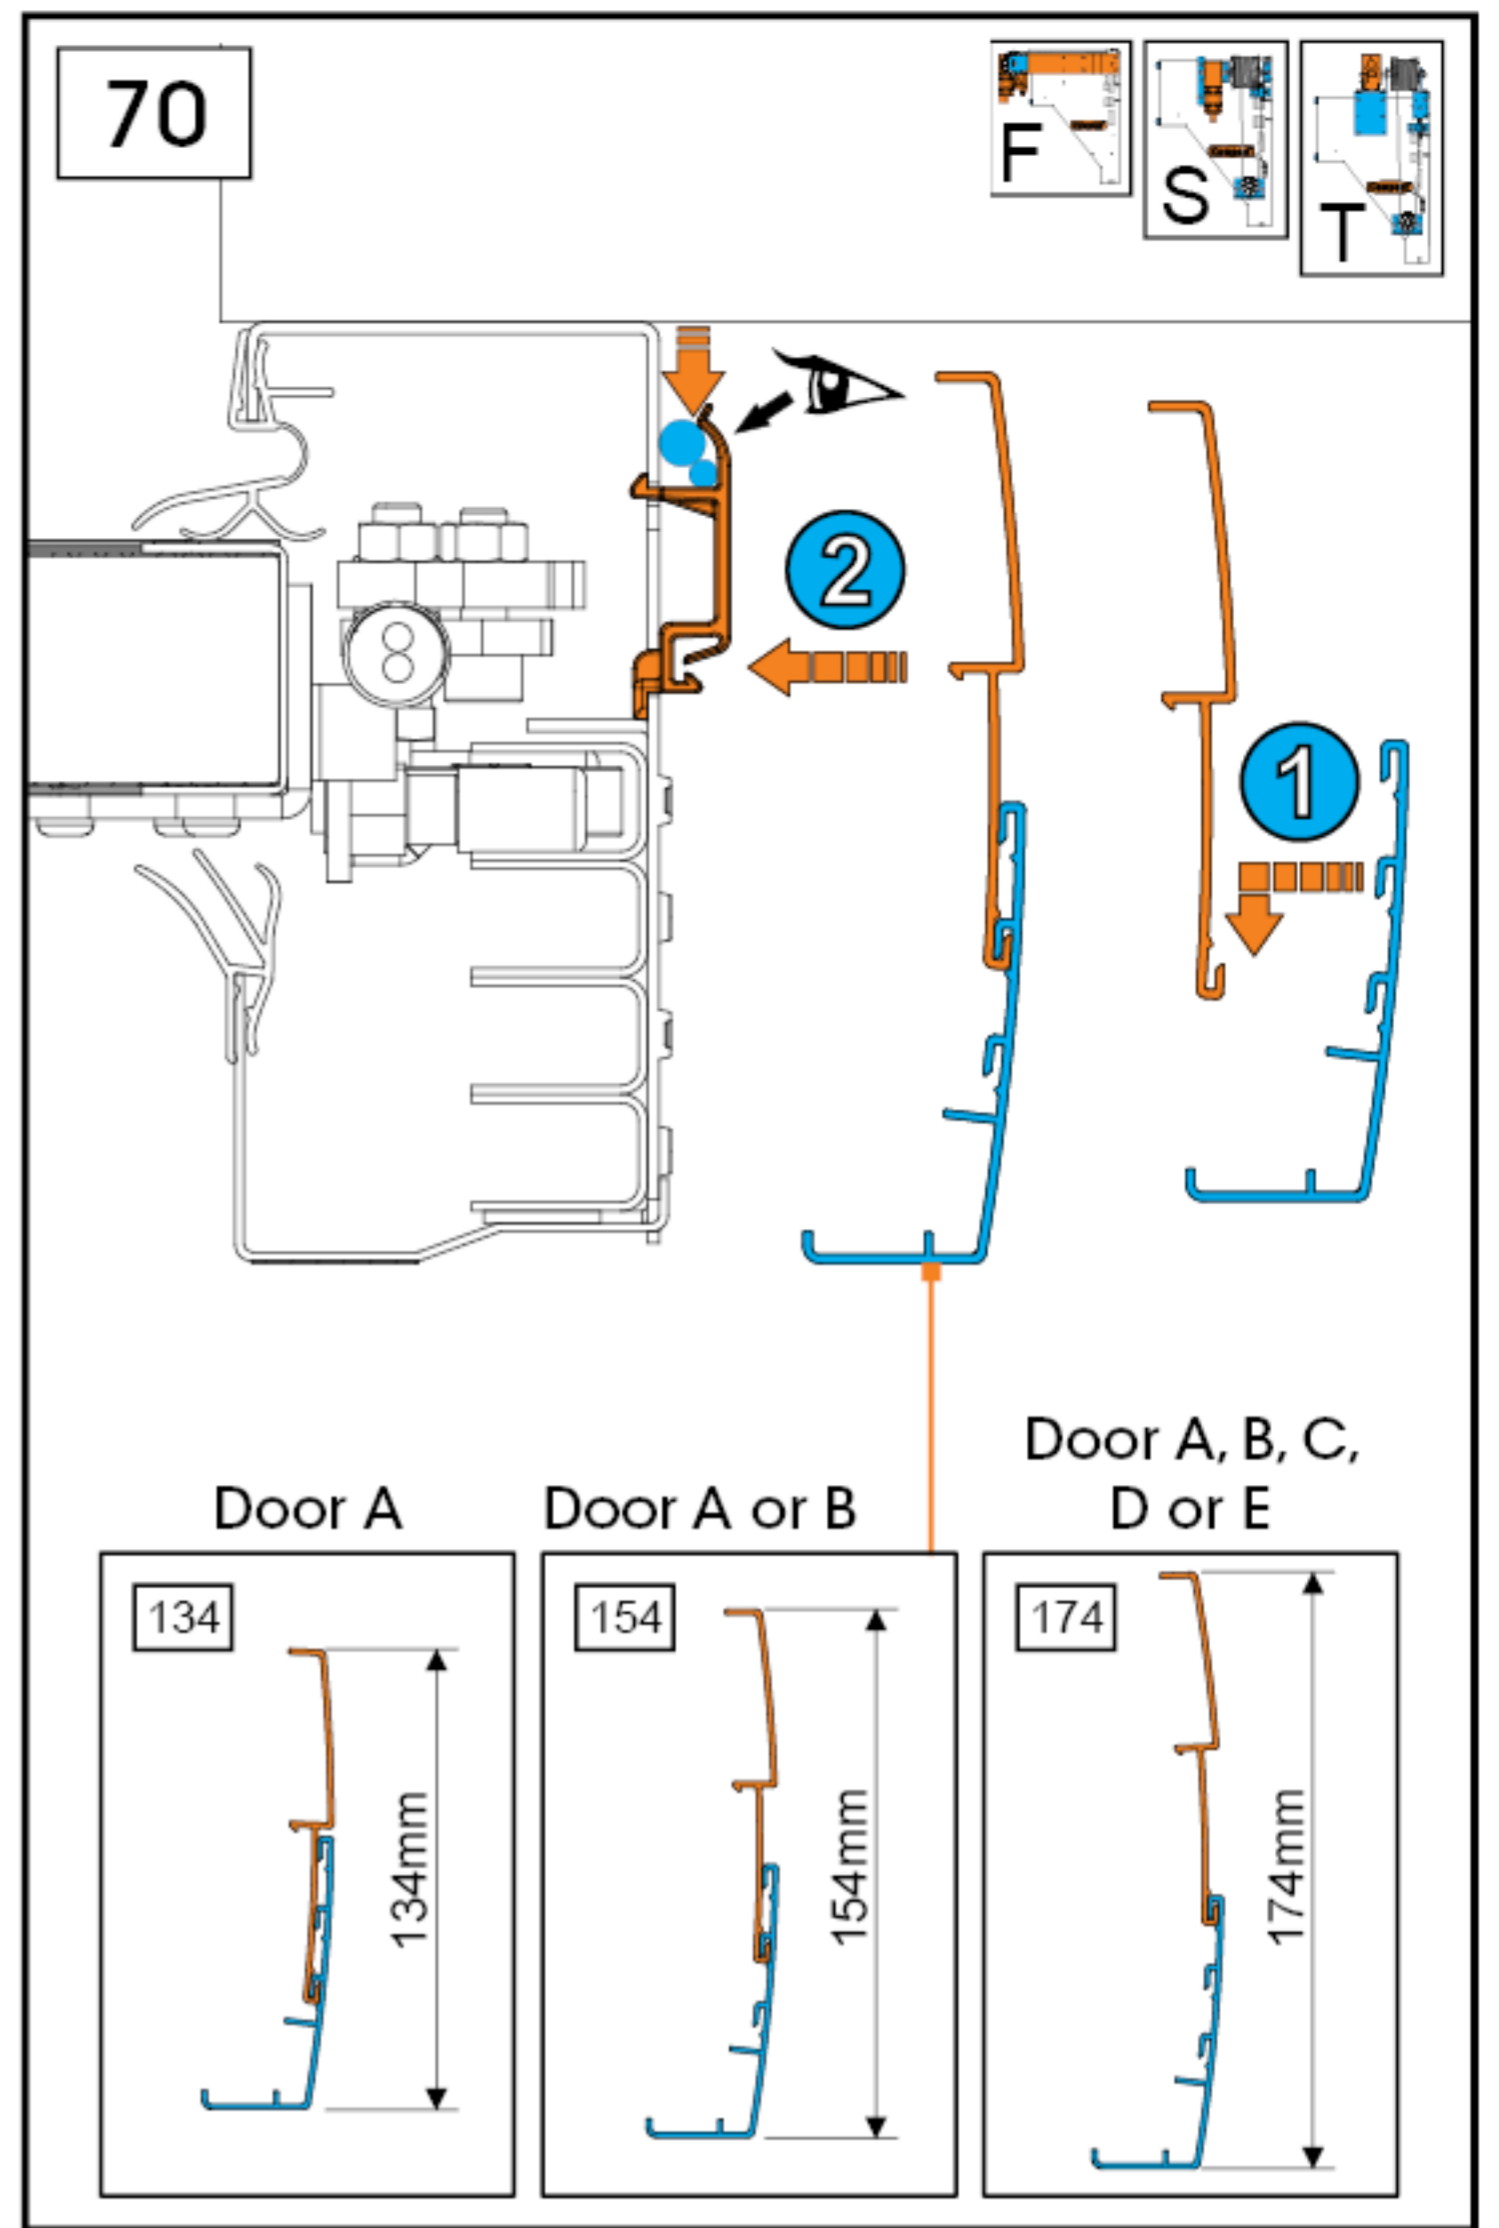 70
F
S
T
2
1
Door A
Door A or B
Door A, B, C,
D or E
134
154
174
134mm
154mm
174mm